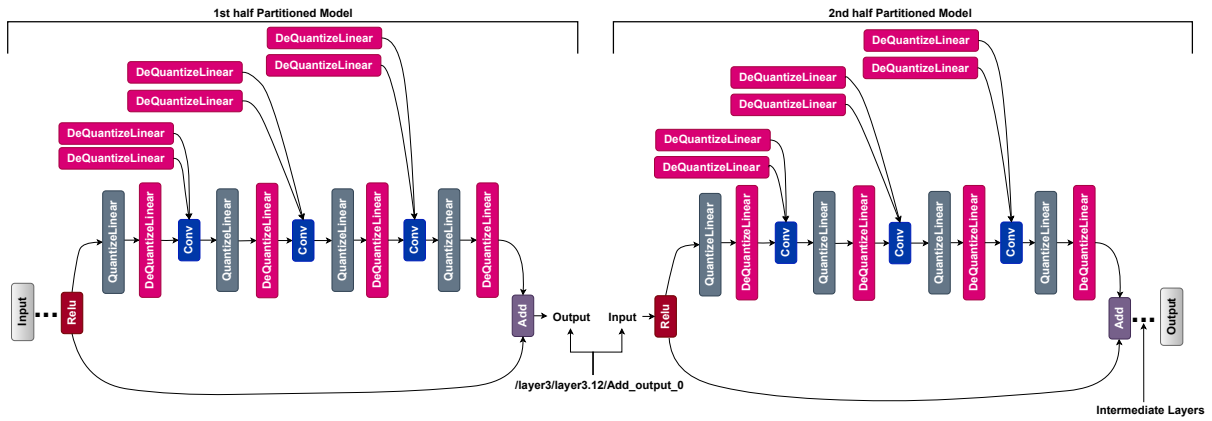 1st half Partitioned Model
DeQuantizeLinear
DeQuantizeLinear
DeQuantizeLinear
DeQuantizeLinear
DeQuantizeLinear
DeQuantizeLinear
Input
Relu
QuantizeLinear
DeQuantizeLinear
Conv
QuantizeLinear
DeQuantizeLinear
Conv
QuantizeLinear
DeQuantizeLinear
Conv
QuantizeLinear
DeQuantizeLinear
Add
Output
/layer3/layer3.12/Add_output_0
2nd half Partitioned Model
DeQuantizeLinear
DeQuantizeLinear
DeQuantizeLinear
DeQuantizeLinear
DeQuantizeLinear
DeQuantizeLinear
Input
Relu
QuantizeLinear
DeQuantizeLinear
Conv
QuantizeLinear
DeQuantizeLinear
Conv
QuantizeLinear
DeQuantizeLinear
Conv
QuantizeLinear
DeQuantizeLinear
Add
Output
Intermediate Layers